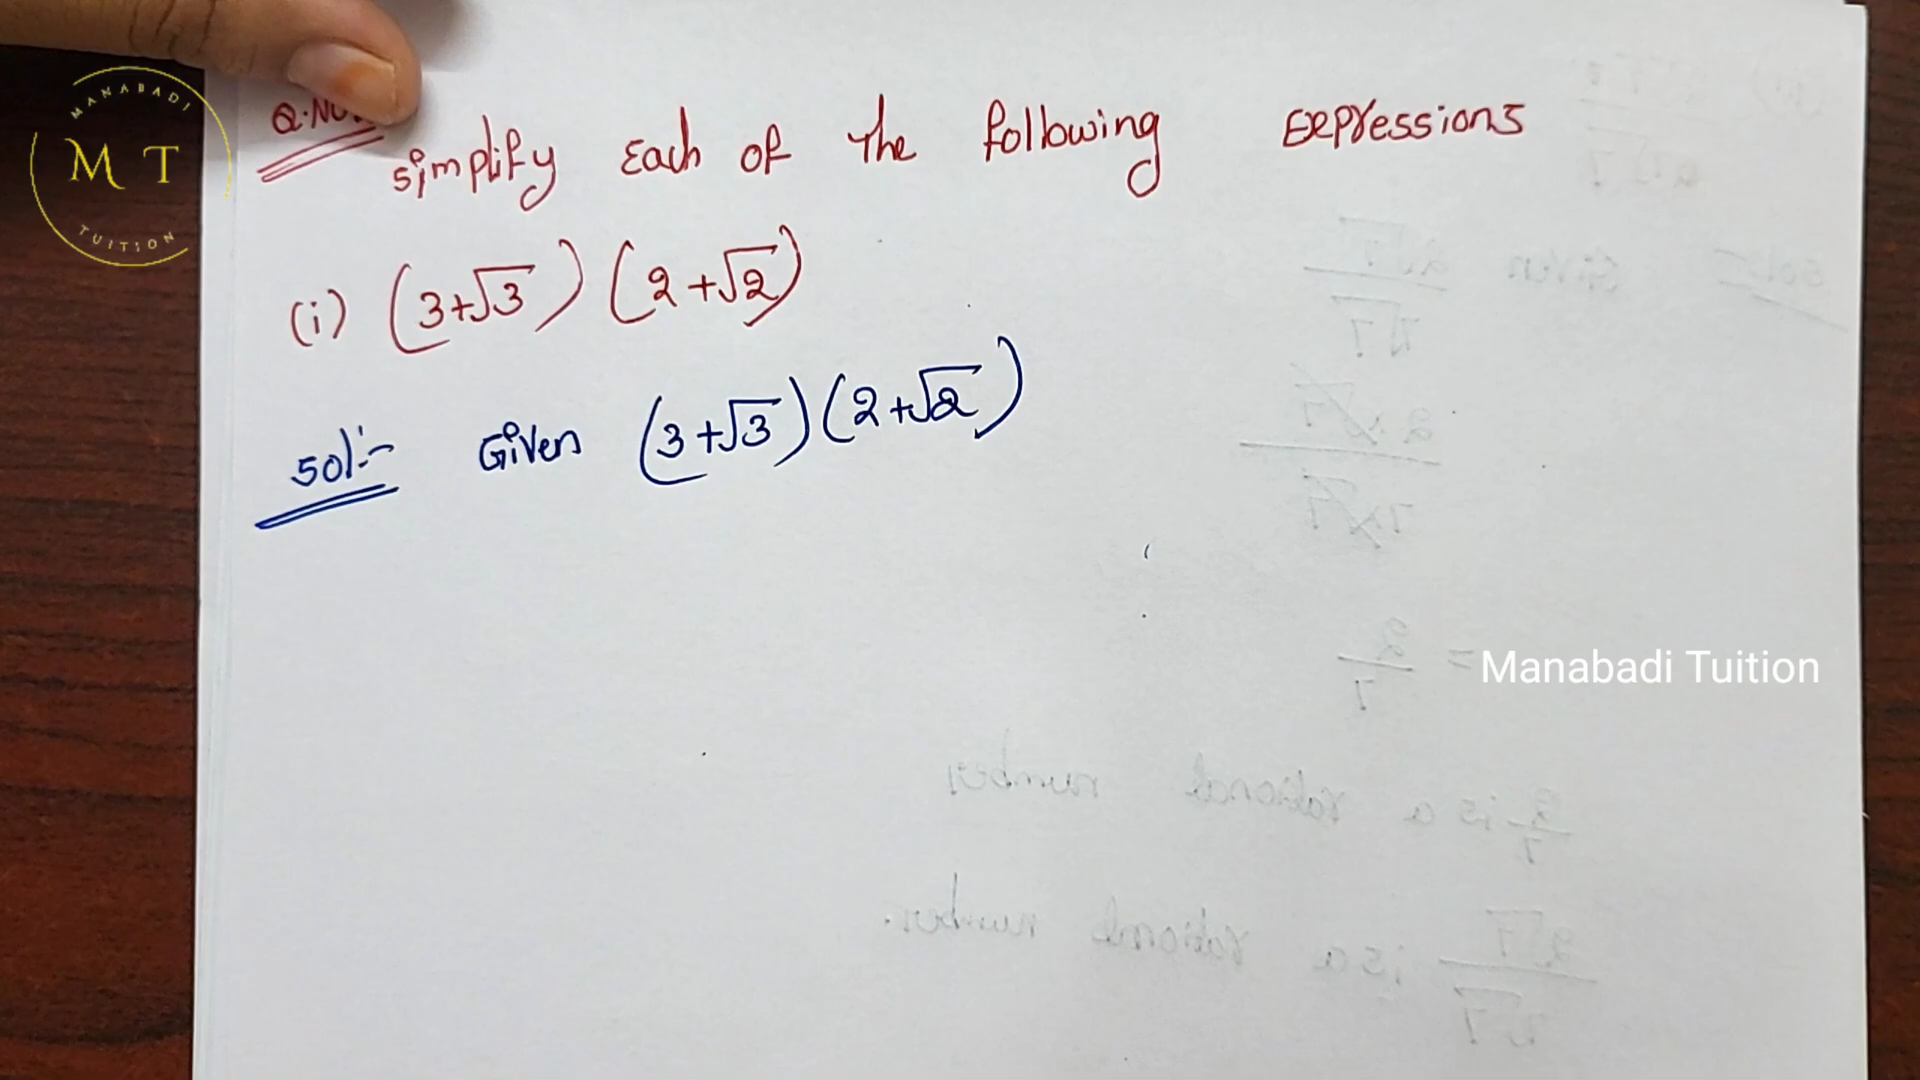 MANABADI
MT
TUITION
Q.No
simplify Each of the following Expressions
(i) (3+√3) (2+√2)
Sol:- Given (3+√3)(2+√2)
Manabadi Tuition